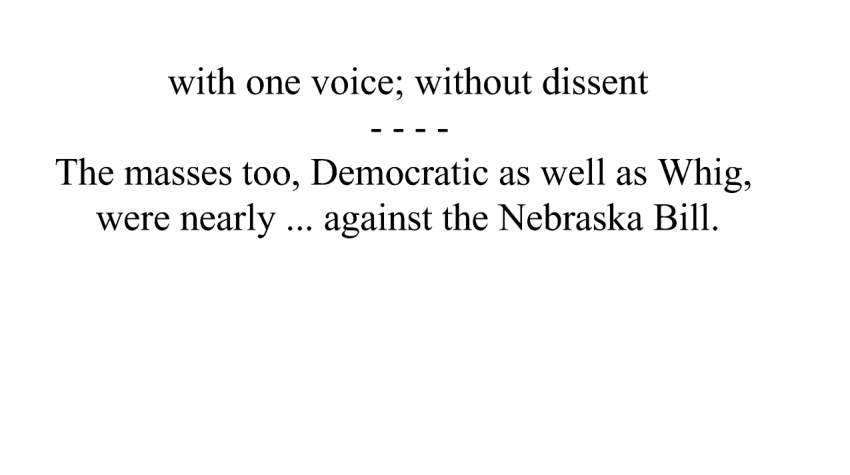 with one voice; without dissent
- - - -
The masses too, Democratic as well as Whig,
were nearly ... against the Nebraska Bill.